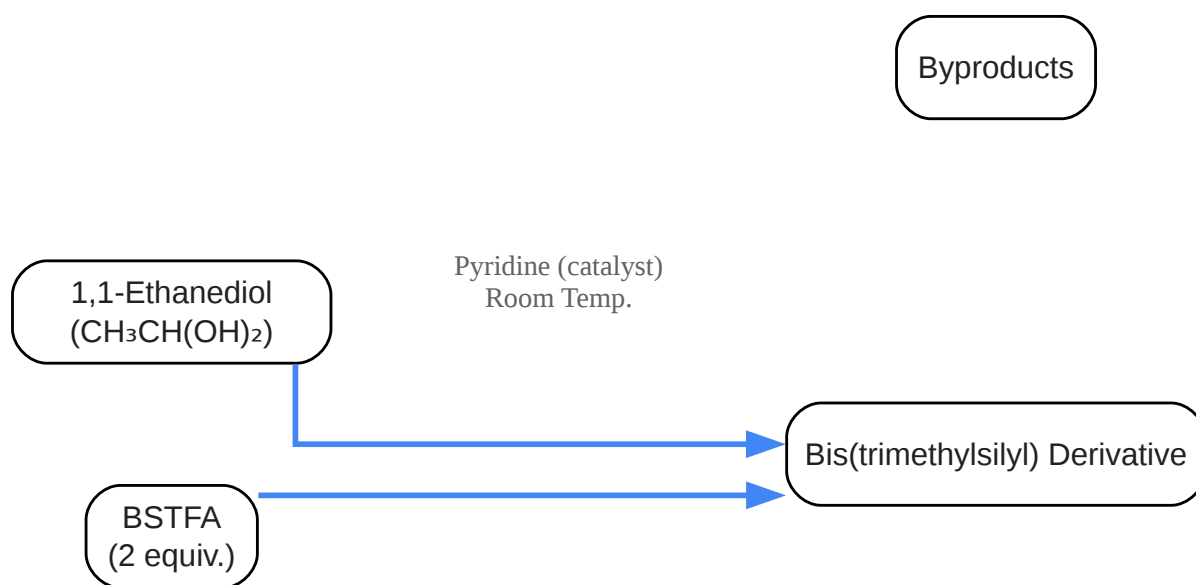 Byproducts
Pyridine (catalyst)
Room Temp.
1,1-Ethanediol
(CH₃CH(OH)₂)
Bis(trimethylsilyl) Derivative
BSTFA
(2 equiv.)